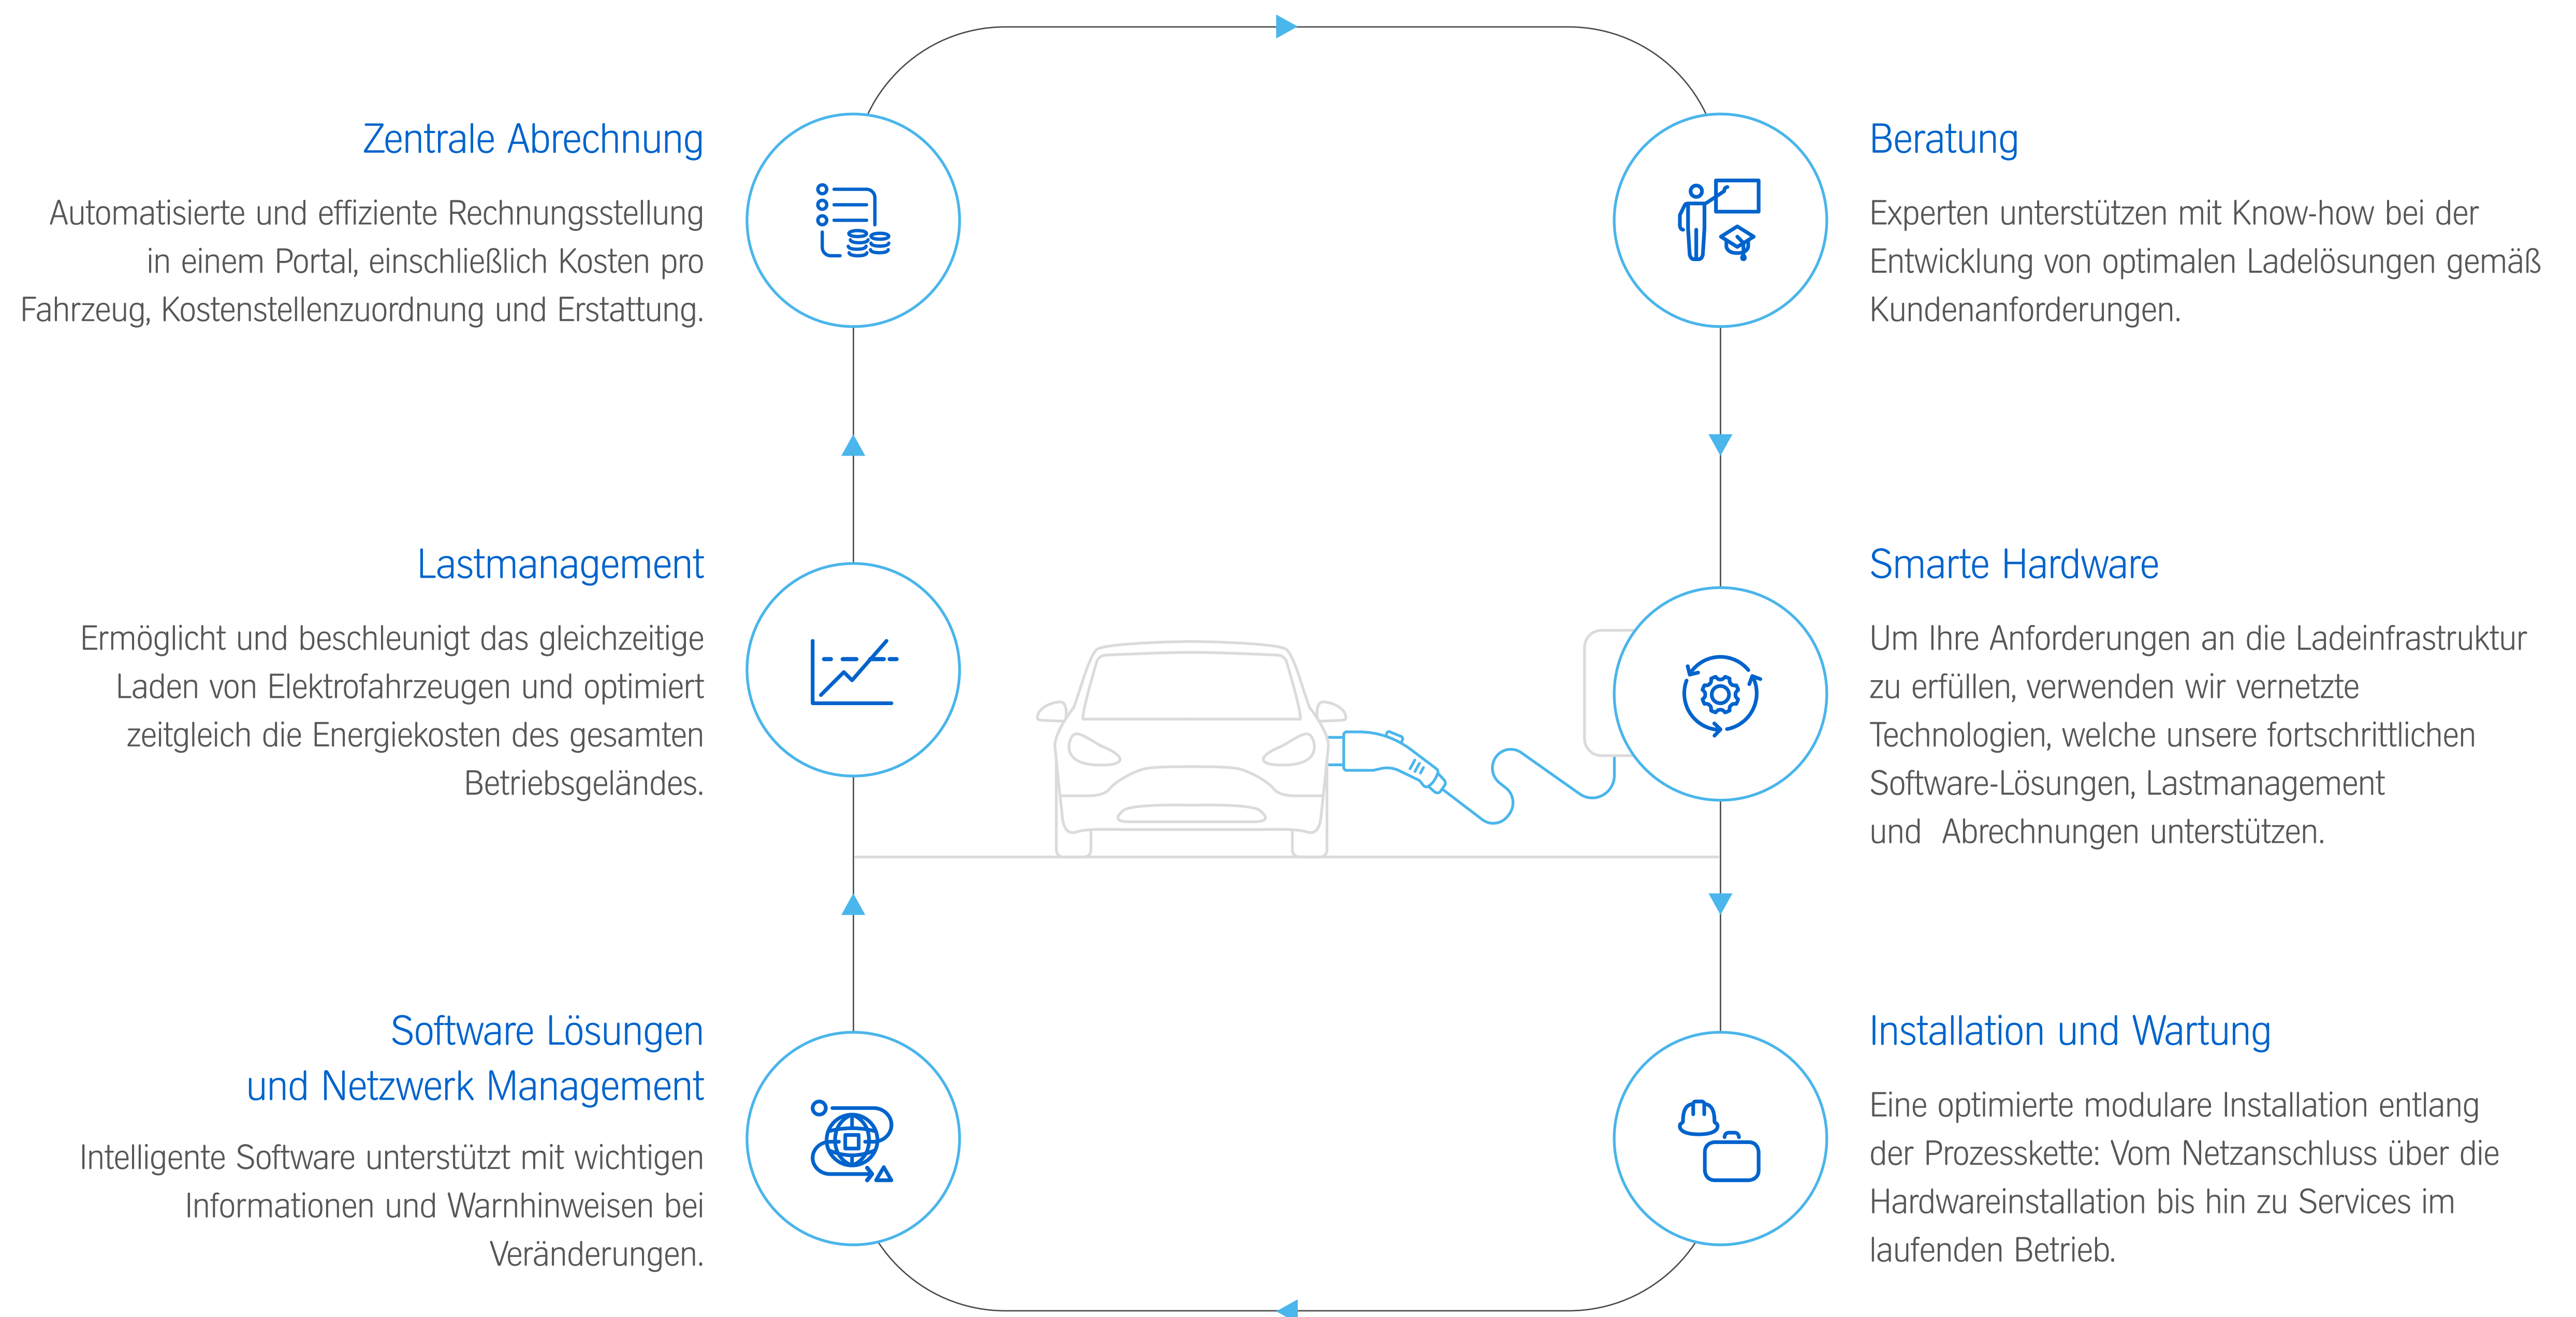 Zentrale Abrechnung
Automatisierte und effiziente Rechnungsstellung
in einem Portal, einschließlich Kosten pro
Fahrzeug, Kostenstellenzuordnung und Erstattung.
Beratung
Experten unterstützen mit Know-how bei der
Entwicklung von optimalen Ladelösungen gemäß
Kundenanforderungen.
Lastmanagement
Ermöglicht und beschleunigt das gleichzeitige
Laden von Elektrofahrzeugen und optimiert
zeitgleich die Energiekosten des gesamten
Betriebsgeländes.
Smarte Hardware
Um Ihre Anforderungen an die Ladeinfrastruktur
zu erfüllen, verwenden wir vernetzte
Technologien, welche unsere fortschrittlichen
Software-Lösungen, Lastmanagement
und  Abrechnungen unterstützen.
Software Lösungen
und Netzwerk Management
Intelligente Software unterstützt mit wichtigen
Informationen und Warnhinweisen bei
Veränderungen.
Installation und Wartung
Eine optimierte modulare Installation entlang
der Prozesskette: Vom Netzanschluss über die
Hardwareinstallation bis hin zu Services im
laufenden Betrieb.